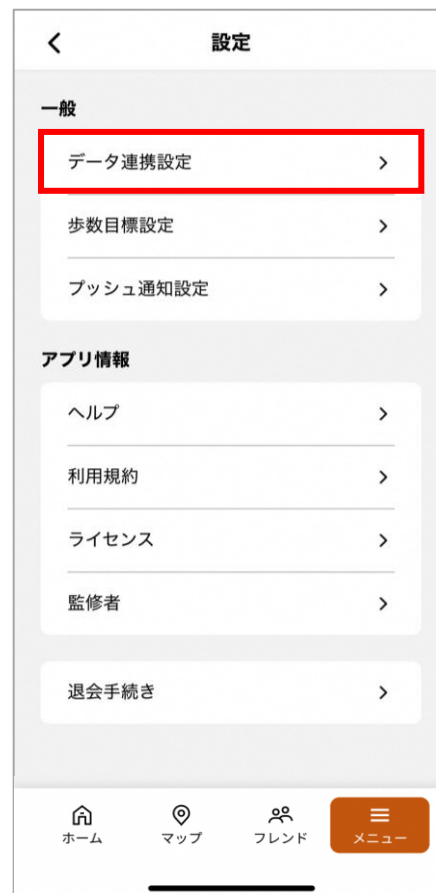 設定
一般
データ連携設定
歩数目標設定
プッシュ通知設定
アプリ情報
ヘルプ
利用規約
ライセンス
監修者
退会手続き
ホーム マップ フレンド メニュー